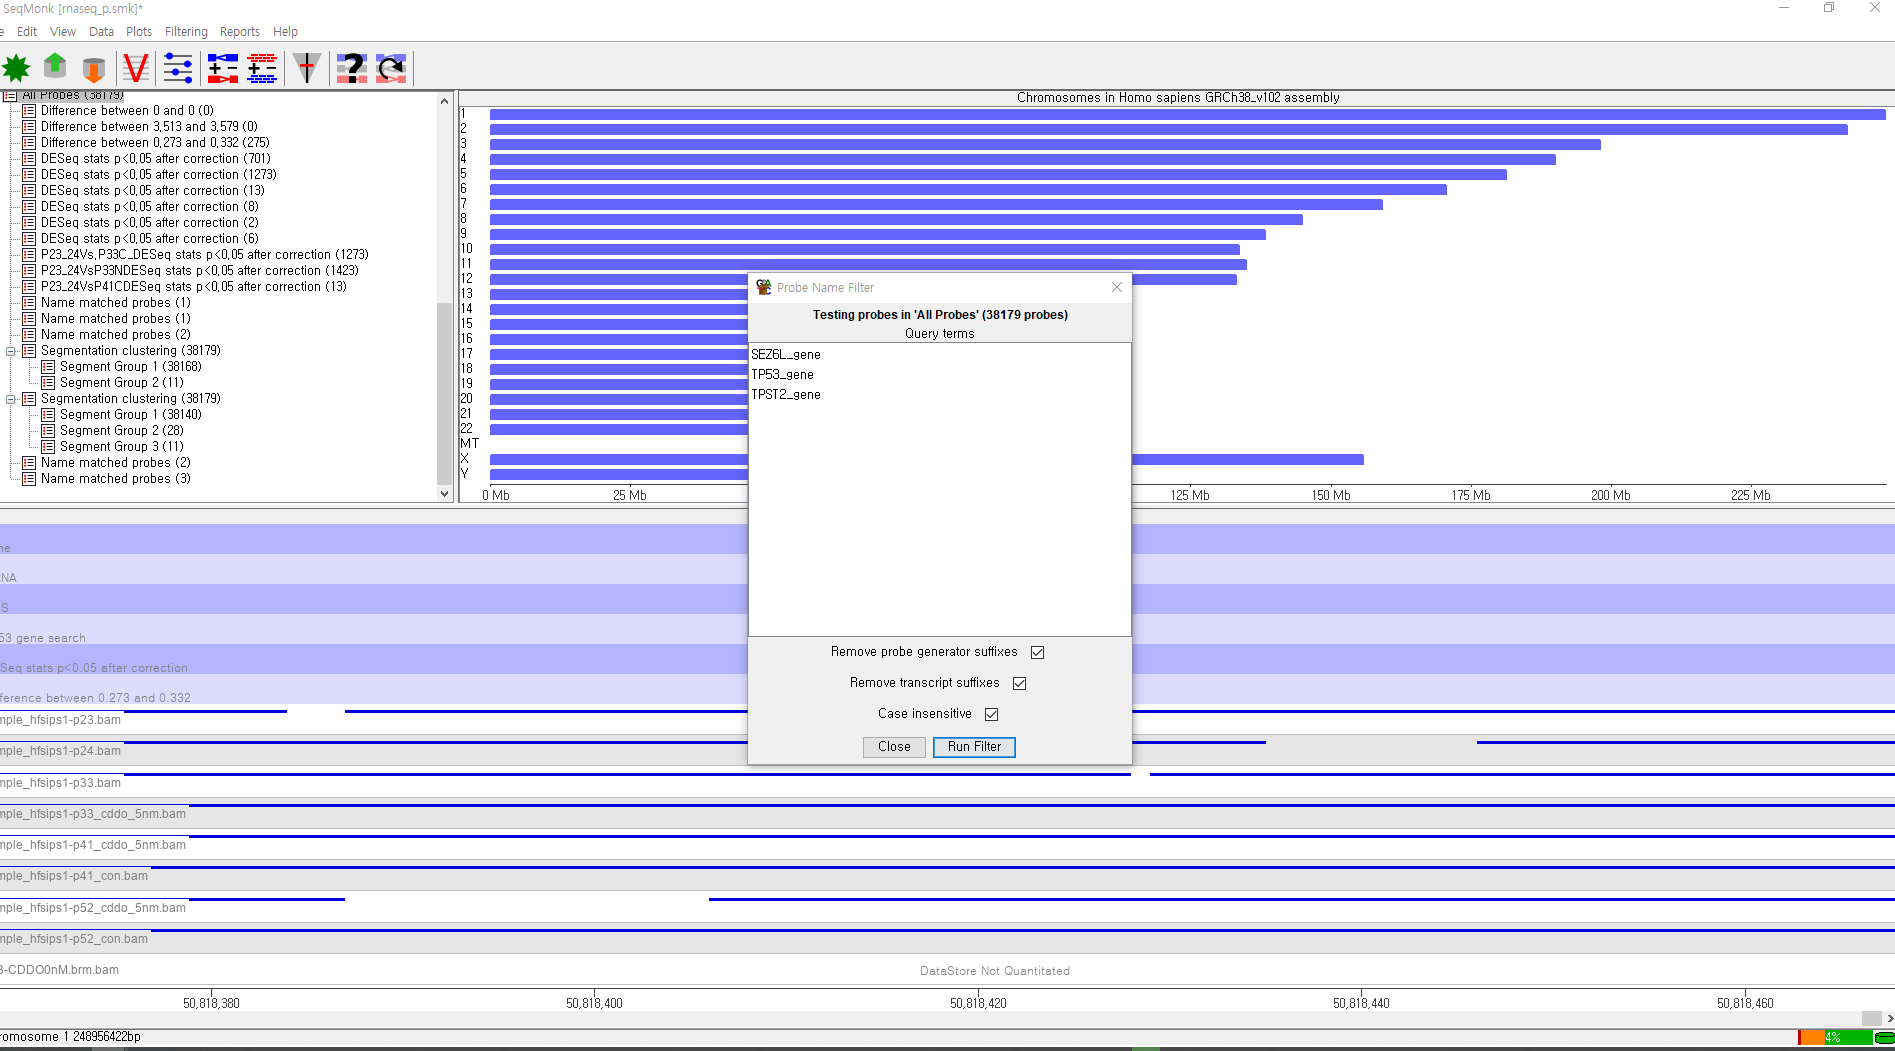 SeqMonk [rnaseq_p.smk]*
e Edit View Data Plots Filtering Reports Help
All Probes (38179)
Difference between 0 and 0 (0)
Difference between 3,513 and 3,579 (0)
Difference between 0,273 and 0,332 (275)
DESeq stats p<0,05 after correction (701)
DESeq stats p<0,05 after correction (1273)
DESeq stats p<0,05 after correction (13)
DESeq stats p<0,05 after correction (8)
DESeq stats p<0,05 after correction (2)
DESeq stats p<0,05 after correction (6)
P23_24Vs,P33C_DESeq stats p<0,05 after correction (1273)
P23_24VsP33NDESeq stats p<0,05 after correction (1423)
P23_24VsP41CDESeq stats p<0,05 after correction (13)
Name matched probes (1)
Name matched probes (1)
Name matched probes (2)
Segmentation clustering (38179)
Segment Group 1 (38168)
Segment Group 2 (11)
Segmentation clustering (38179)
Segment Group 1 (38140)
Segment Group 2 (28)
Segment Group 3 (11)
Name matched probes (2)
Name matched probes (3)
Chromosomes in Homo sapiens GRCh38_v102 assembly
1
2
3
4
5
6
7
8
9
10
11
12
13
14
15
16
17
18
19
20
21
22
MT
X
Y
0 Mb 25 Mb 125 Mb 150 Mb 175 Mb 200 Mb 225 Mb
Probe Name Filter
Testing probes in 'All Probes' (38179 probes)
Query terms
SEZ6L_gene
TP53_gene
TPST2_gene
Remove probe generator suffixes
Remove transcript suffixes
Case insensitive
Close Run Filter
ne
NA
S
53 gene search
Seq stats p<0.05 after correction
ference between 0.273 and 0.332
mple_hfsips1-p23.bam
mple_hfsips1-p24.bam
mple_hfsips1-p33.bam
mple_hfsips1-p33_cddo_5nm.bam
mple_hfsips1-p41_cddo_5nm.bam
mple_hfsips1-p41_con.bam
mple_hfsips1-p52_cddo_5nm.bam
mple_hfsips1-p52_con.bam
3-CDDO0nM.brm.bam
DataStore Not Quantitated
50,818,380 50,818,400 50,818,420 50,818,440 50,818,460
romosome 1 248956422bp
4%